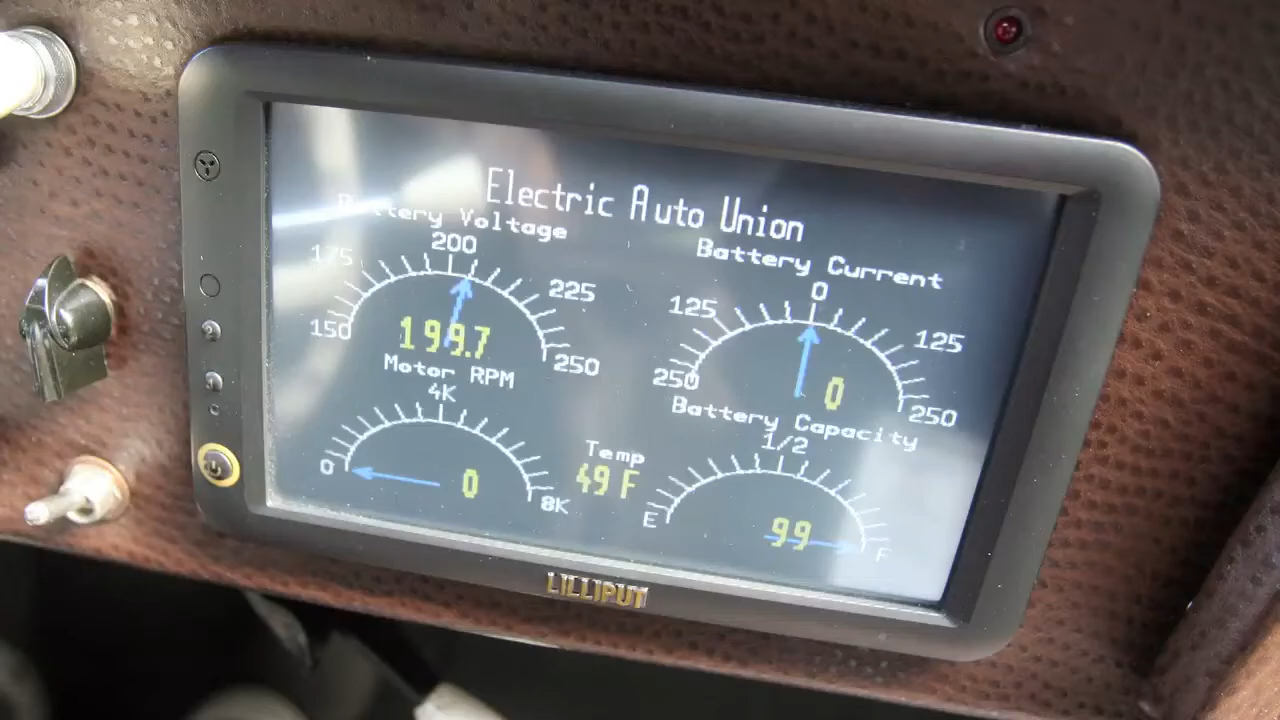 Electric Auto Union
Battery Voltage
175 200 225
150 250
199.7
Battery Current
125 0 125
250 250
0
Motor RPM
4K
0 8K
0
Temp
49 F
Battery Capacity
1/2
E F
99
LILLIPUT